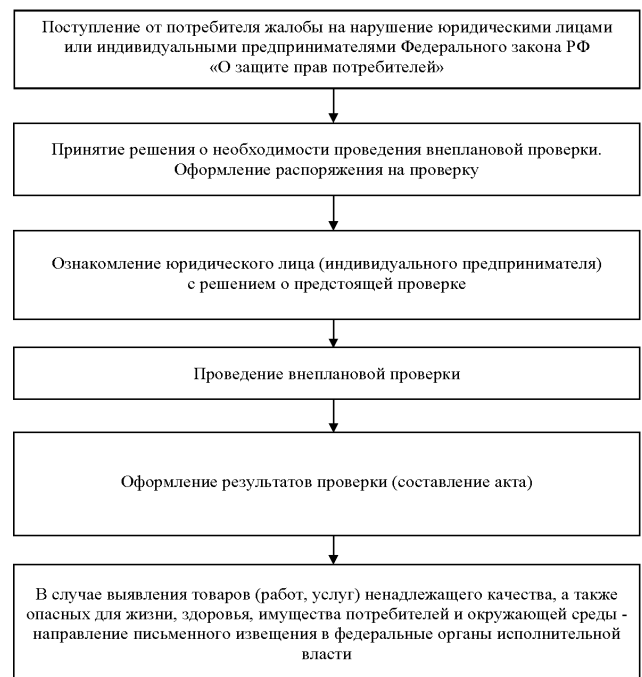 Поступление от потребителя жалобы на нарушение юридическими лицами
или индивидуальными предпринимателями Федерального закона РФ
«О защите прав потребителей»
Принятие решения о необходимости проведения внеплановой проверки.
Оформление распоряжения на проверку
Ознакомление юридического лица (индивидуального предпринимателя)
с решением о предстоящей проверке
Проведение внеплановой проверки
Оформление результатов проверки (составление акта)
В случае выявления товаров (работ, услуг) ненадлежащего качества, а также
опасных для жизни, здоровья, имущества потребителей и окружающей среды -
направление письменного извещения в федеральные органы исполнительной
власти